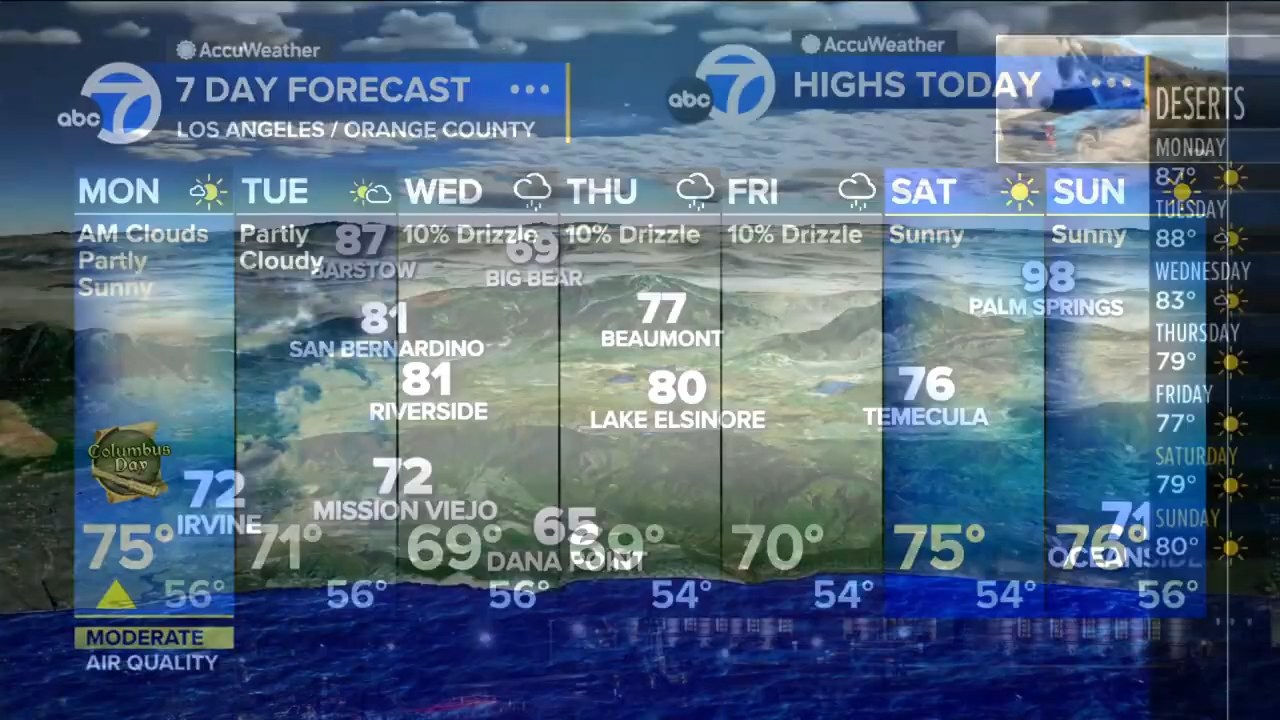 AccuWeather
abc 7
7 DAY FORECAST
LOS ANGELES / ORANGE COUNTY
AccuWeather
abc 7
HIGHS TODAY
MON TUE WED THU FRI SAT SUN
AM Clouds
Partly
Sunny
Partly
Cloudy
10% Drizzle
10% Drizzle
10% Drizzle
Sunny
Sunny
87
BARSTOW
69
BIG BEAR
98
PALM SPRINGS
81
SAN BERNARDINO
77
BEAUMONT
81
RIVERSIDE
80
LAKE ELSINORE
76
TEMECULA
Columbus
Day
72
IRVINE
72
MISSION VIEJO
65
DANA POINT
71
OCEANSIDE
75° 71° 69° 69° 70° 75° 76°
56° 56° 56° 54° 54° 54° 56°
MODERATE
AIR QUALITY
DESERTS
MONDAY
87°
TUESDAY
88°
WEDNESDAY
83°
THURSDAY
79°
FRIDAY
77°
SATURDAY
79°
SUNDAY
80°